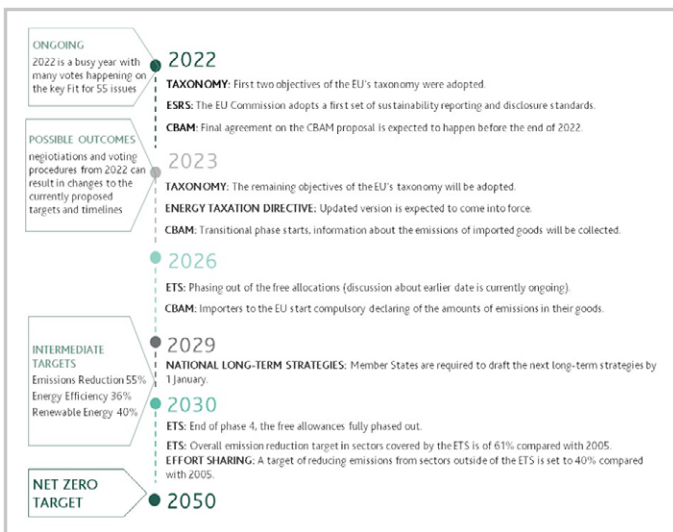 ONGOING
2022 is a busy year with
many votes happening on
the key Fit for 55 issues
2022
TAXONOMY: First two objectives of the EU's taxonomy were adopted.
ESRS: The EU Commission adopts a first set of sustainability reporting and disclosure standards.
CBAM: Final agreement on the CBAM proposal is expected to happen before the end of 2022.
POSSIBLE OUTCOMES
negiotiations and voting
procedures from 2022 can
result in changes to the
currently proposed
targets and timelines
2023
TAXONOMY: The remaining objectives of the EU's taxonomy will be adopted.
ENERGY TAXATION DIRECTIVE: Updated version is expected to come into force.
CBAM: Transitional phase starts, information about the emissions of imported goods will be collected.
2026
ETS: Phasing out of the free allocations (discussion about earlier date is currently ongoing).
CBAM: Importers to the EU start compulsory declaring of the amounts of emissions in their goods.
INTERMEDIATE
TARGETS
Emissions Reduction 55%
Energy Efficiency 36%
Renewable Energy 40%
2029
NATIONAL LONG-TERM STRATEGIES: Member States are required to draft the next long-term strategies by
1 January.
2030
ETS: End of phase 4, the free allowances fully phased out.
ETS: Overall emission reduction target in sectors covered by the ETS is of 61% compared with 2005.
EFFORT SHARING: A target of reducing emissions from sectors outside of the ETS is set to 40% compared
with 2005.
NET ZERO
TARGET
2050